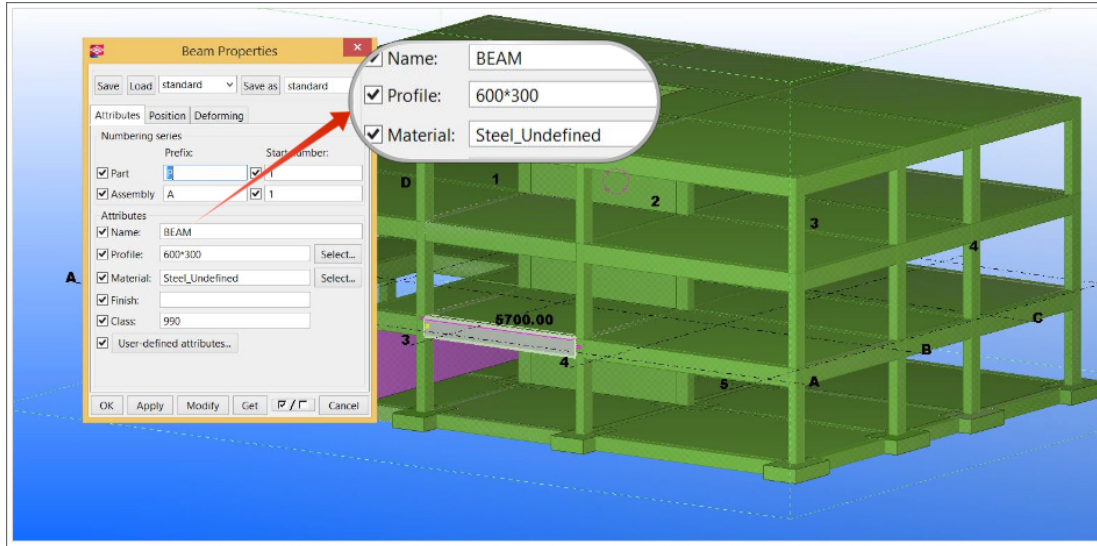 Beam Properties
Save Load standard Save as standard
Attributes Position Deforming
Numbering series
Prefix: Start number:
Part P 1
Assembly A 1
Attributes
Name: BEAM
Profile: 600*300 Select...
Material: Steel_Undefined Select...
Finish:
Class: 990
User-defined attributes...
OK Apply Modify Get Cancel
Name: BEAM
Profile: 600*300
Material: Steel_Undefined
D 1 2 3 4
A
5700.00
3 4 5 A B C